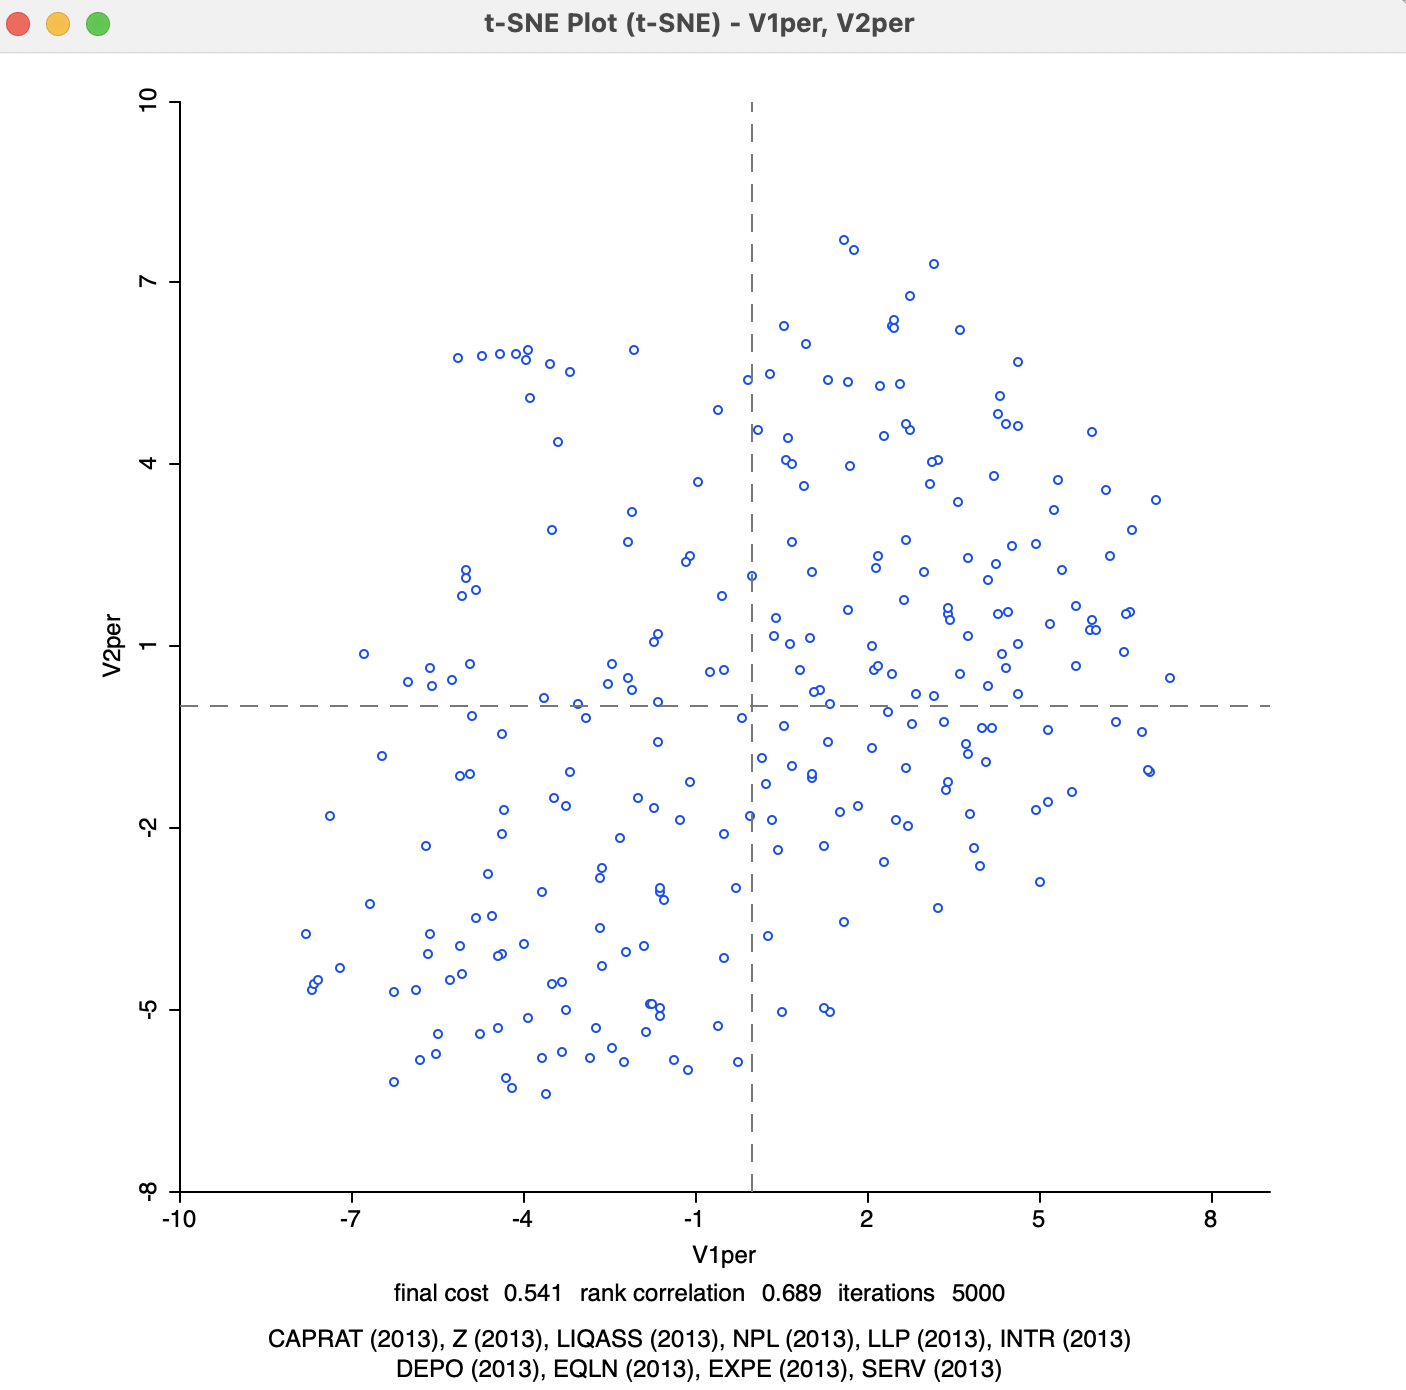 t-SNE Plot (t-SNE) - V1per, V2per
10
7
4
1
-2
-5
-8
V2per
-10 -7 -4 -1 2 5 8
V1per
final cost 0.541 rank correlation 0.689 iterations 5000
CAPRAT (2013), Z (2013), LIQASS (2013), NPL (2013), LLP (2013), INTR (2013)
DEPO (2013), EQLN (2013), EXPE (2013), SERV (2013)